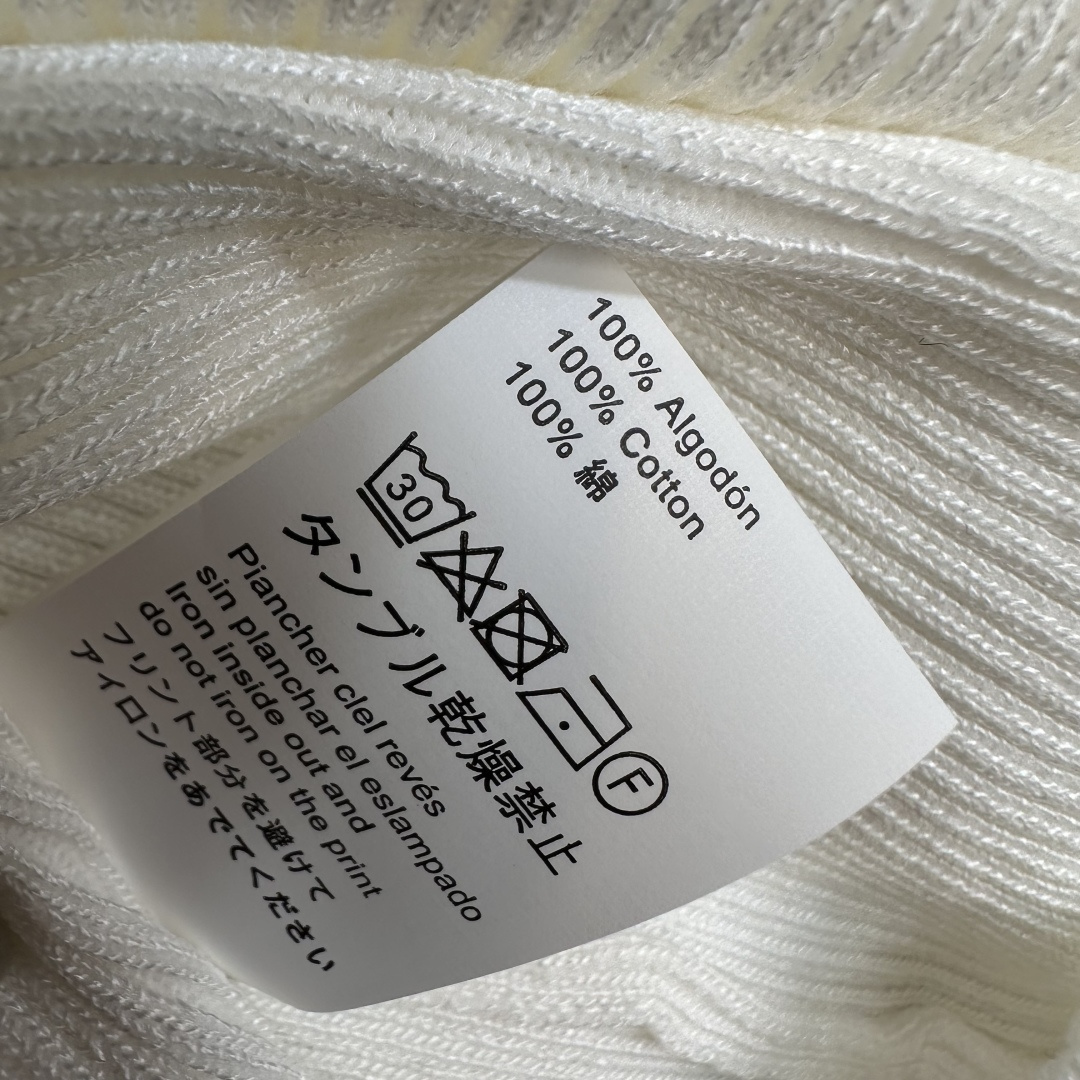 100% Algodón
100% Cotton
100% 綿
30
F
タンブル乾燥禁止
Piancher clel revés
sin planchar el eslampado
Iron inside out and
do not iron on the print
フリント部分を避けて
アイロンをあててください